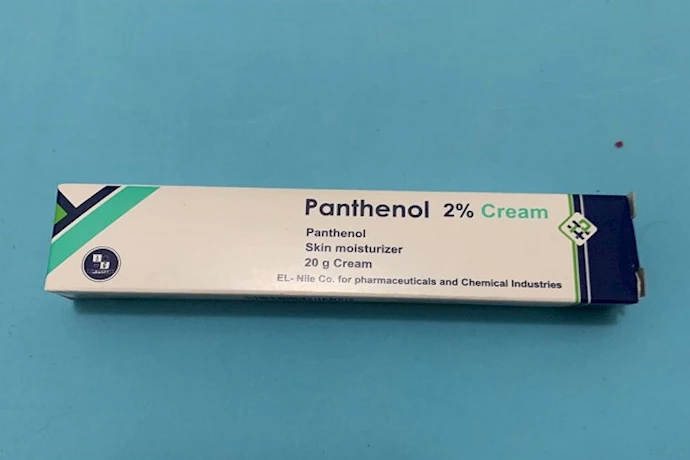 Panthenol 2% Cream
Panthenol
Skin moisturizer
20 g Cream
EL- Nile Co. for pharmaceuticals and Chemical Industries